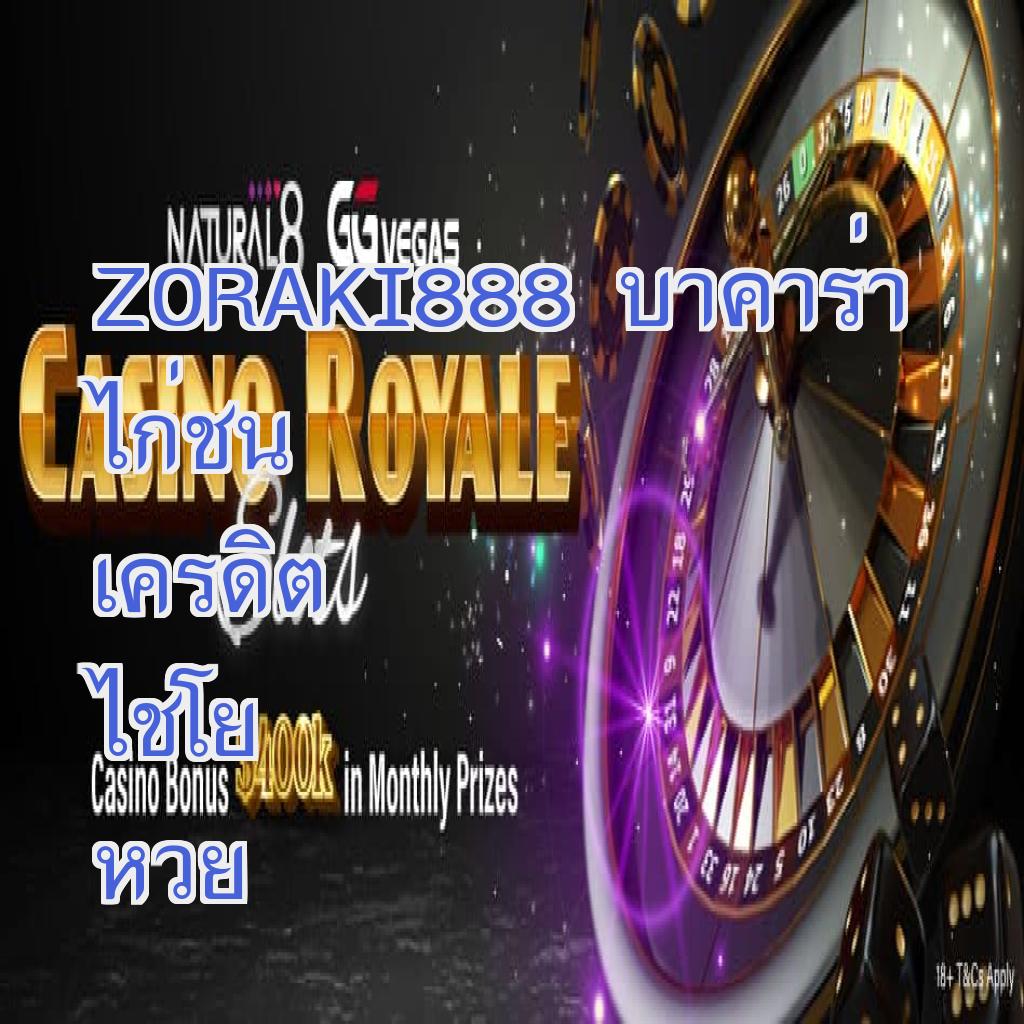 NATURAL8 GGVEGAS
ZORAKI888 บาคาร่า
CASINO ROYALE
ไก่ชน
Slots
เครดิต
ไชโย
Casino Bonus $400k in Monthly Prizes
หวย
18+ T&Cs Apply